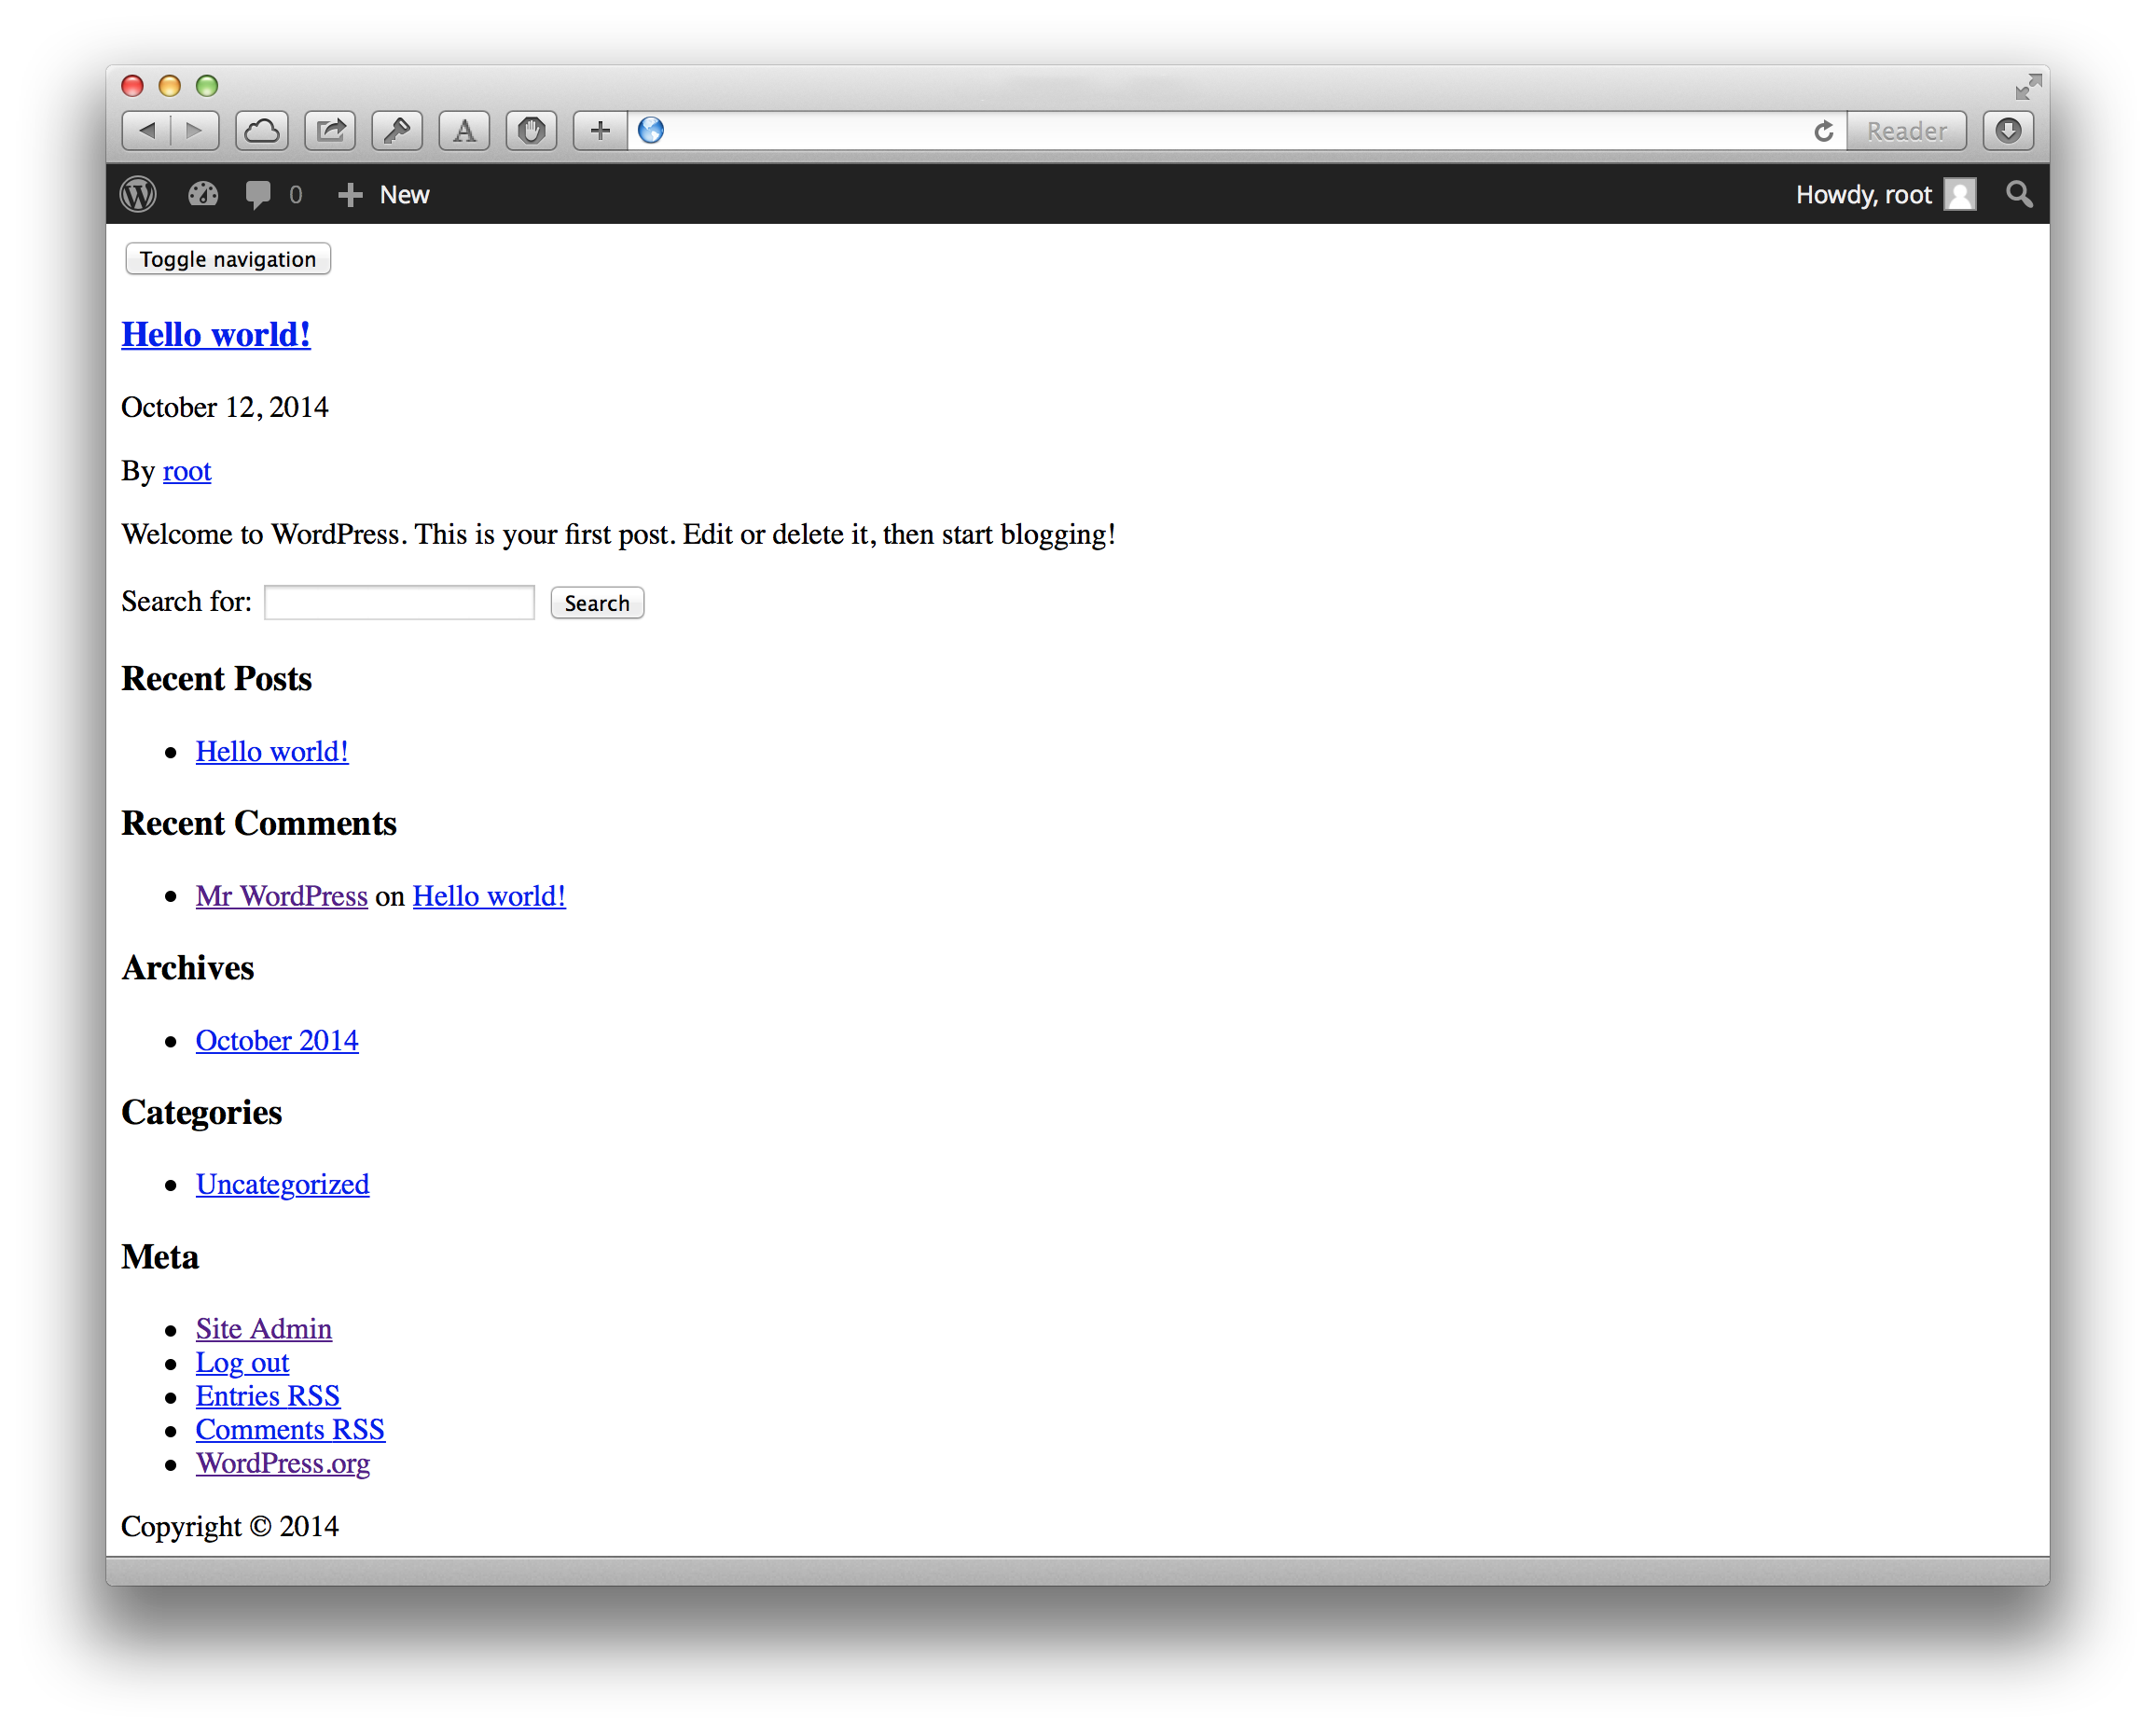 Reader
0 New Howdy, root
Toggle navigation
Hello world!
October 12, 2014
By root
Welcome to WordPress. This is your first post. Edit or delete it, then start blogging!
Search for: Search
Recent Posts
Hello world!
Recent Comments
Mr WordPress on Hello world!
Archives
October 2014
Categories
Uncategorized
Meta
Site Admin
Log out
Entries RSS
Comments RSS
WordPress.org
Copyright © 2014